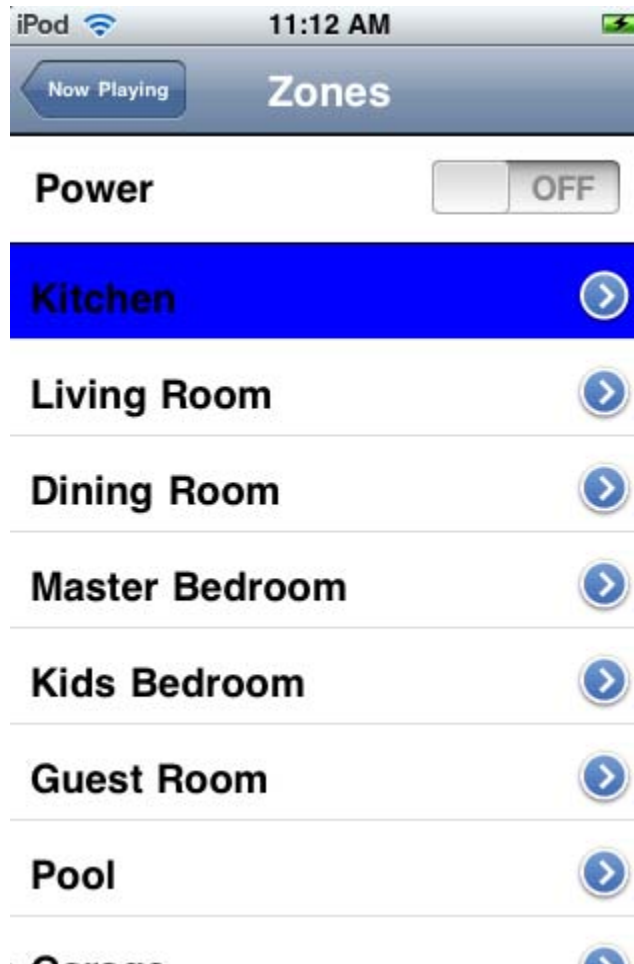 iPod 11:12 AM
Now Playing Zones
Power OFF
Kitchen
Living Room
Dining Room
Master Bedroom
Kids Bedroom
Guest Room
Pool
Garage